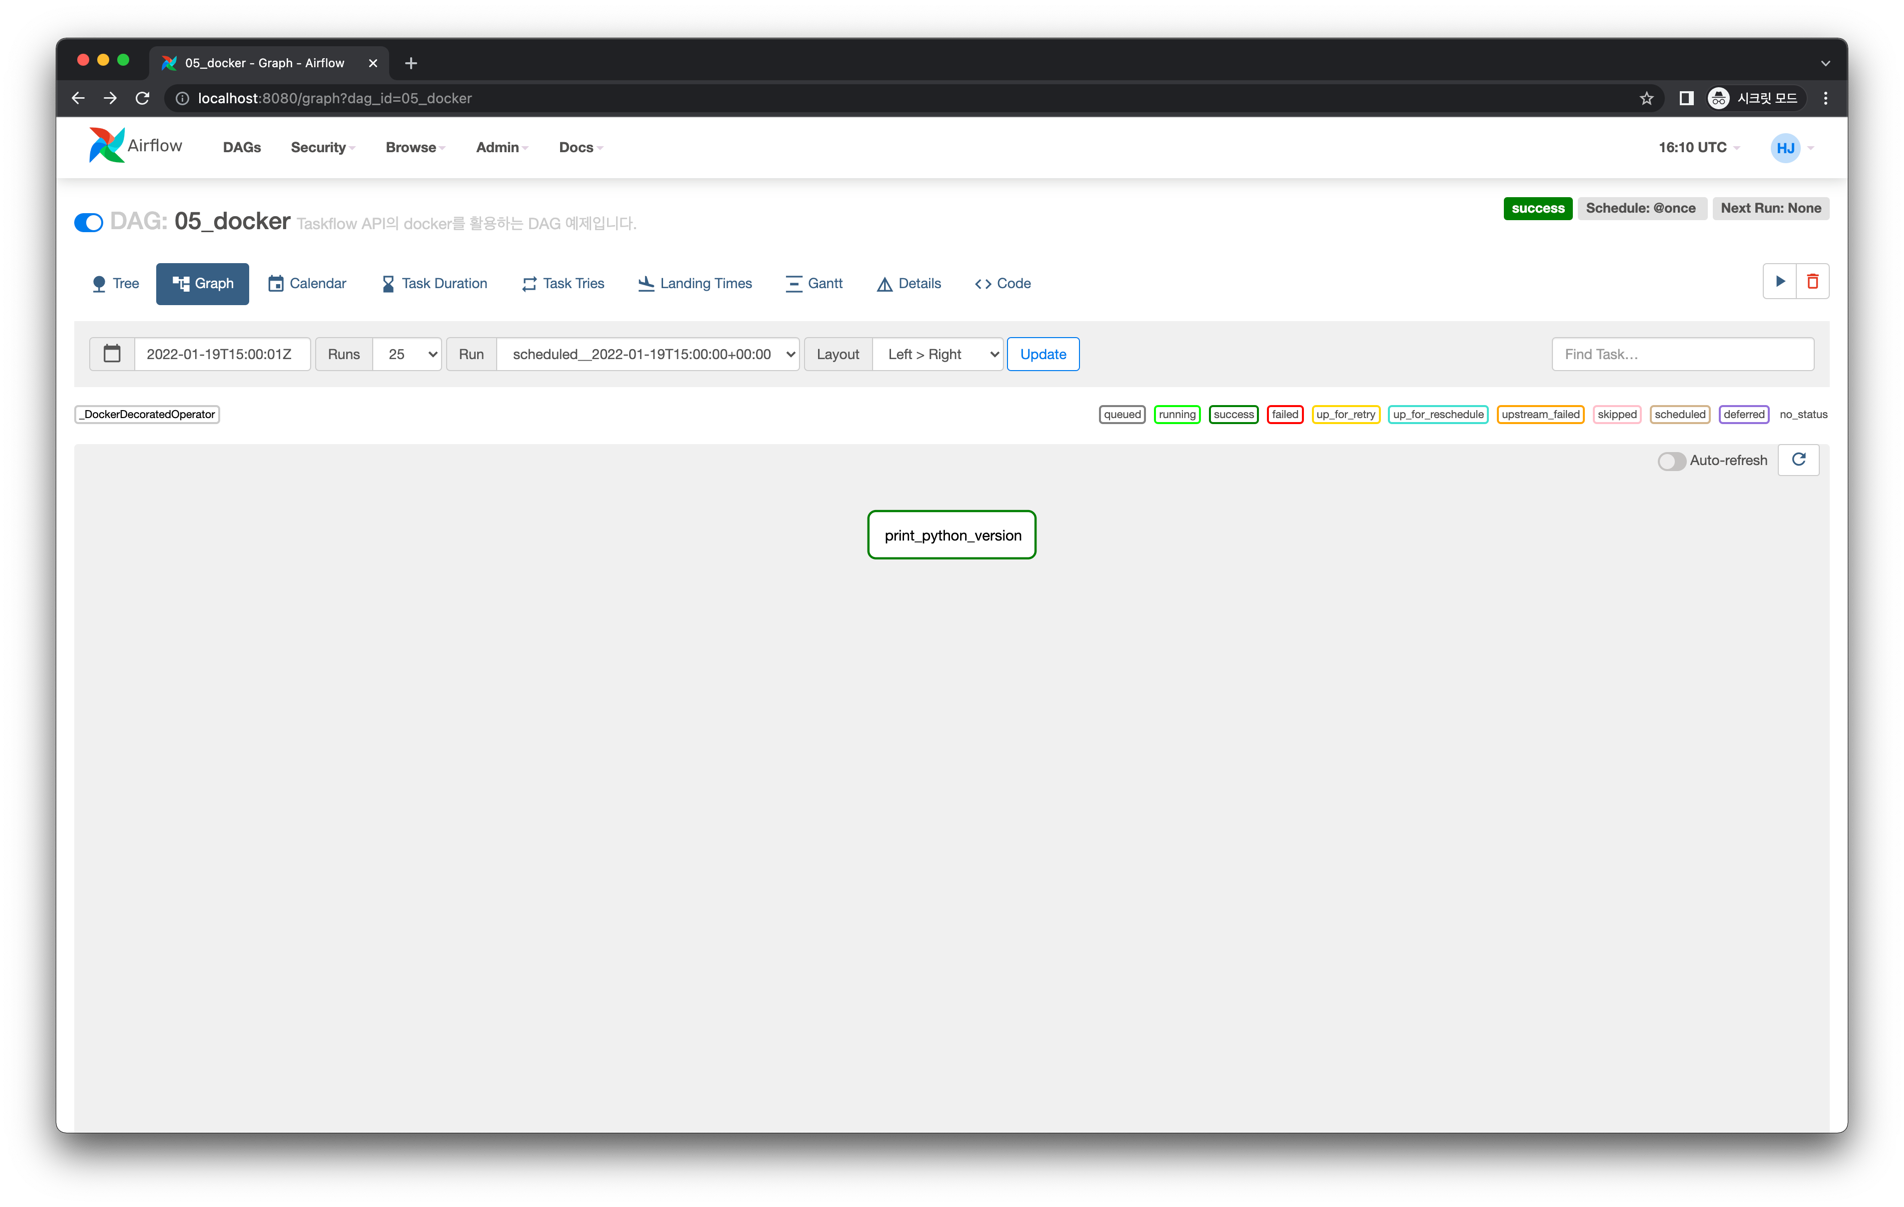 05_docker - Graph - Airflow
localhost:8080/graph?dag_id=05_docker
시크릿 모드
Airflow DAGs Security Browse Admin Docs 16:10 UTC HJ
DAG: 05_docker Taskflow API의 docker를 활용하는 DAG 예제입니다. success Schedule: @once Next Run: None
Tree Graph Calendar Task Duration Task Tries Landing Times Gantt Details Code
2022-01-19T15:00:01Z Runs 25 Run scheduled__2022-01-19T15:00:00+00:00 Layout Left > Right Update Find Task...
_DockerDecoratedOperator queued running success failed up_for_retry up_for_reschedule upstream_failed skipped scheduled deferred no_status
Auto-refresh
print_python_version